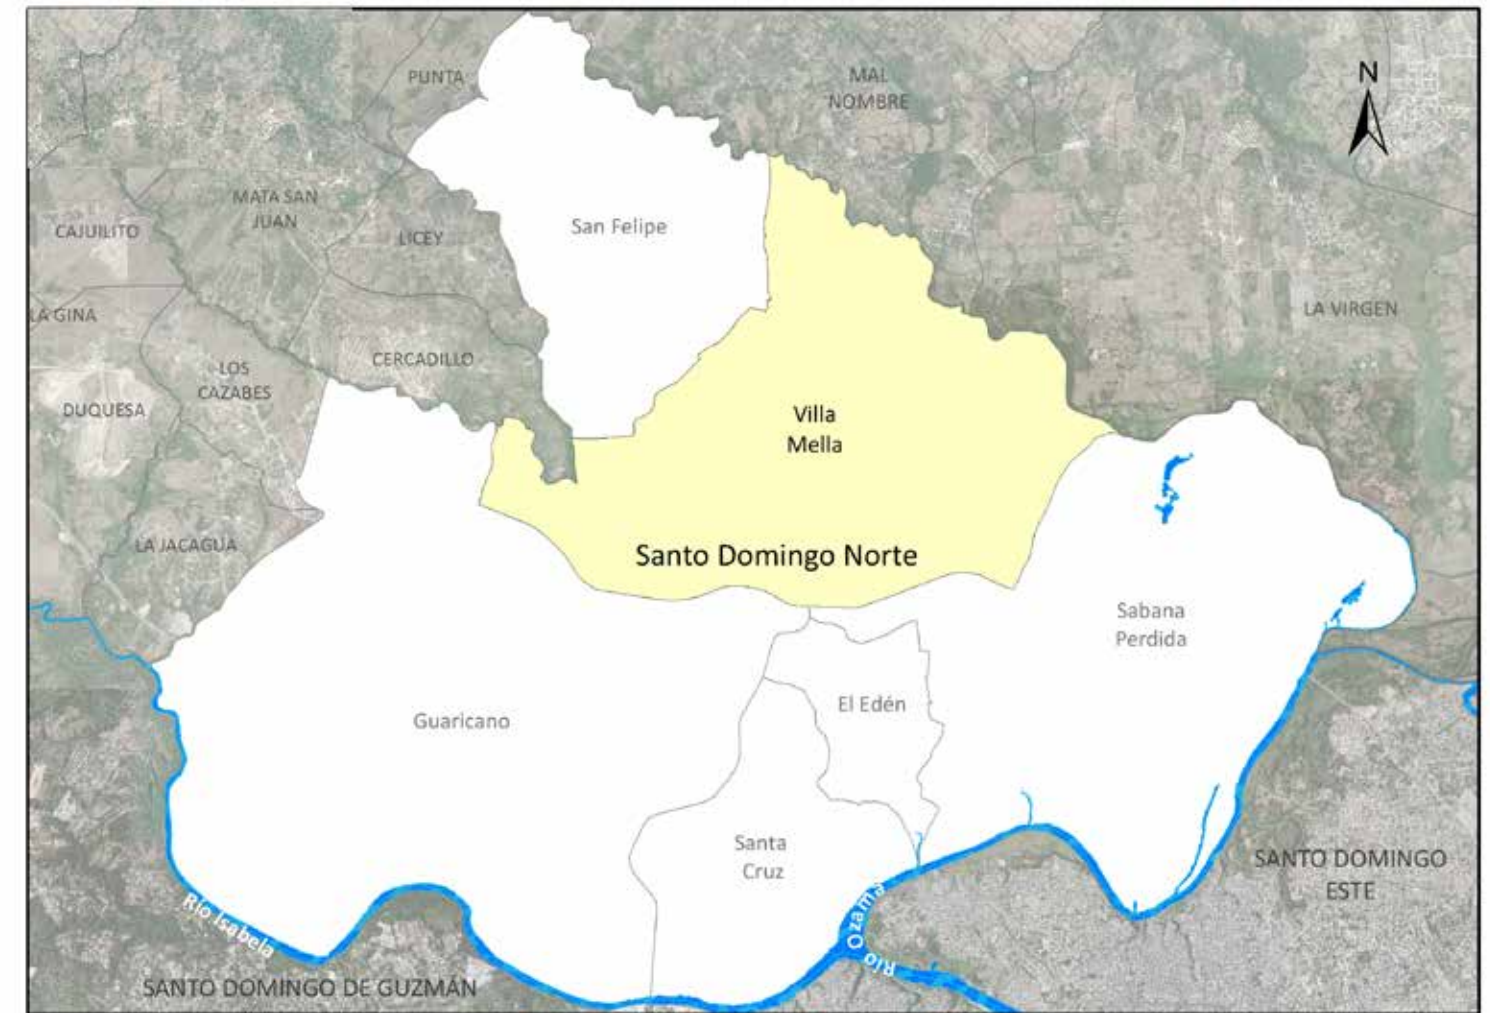 N
PUNTA
MAL
NOMBRE
MATA SAN
JUAN
CAJUILITO
LICEY
San Felipe
LA GINA
LA VIRGEN
CERCADILLO
LOS
CAZABES
DUQUESA
Villa
Mella
LA JACAGUA
Santo Domingo Norte
Sabana
Perdida
El Edén
Guaricano
Santa
Cruz
SANTO DOMINGO
ESTE
Río Isabela
Río Ozama
SANTO DOMINGO DE GUZMÁN